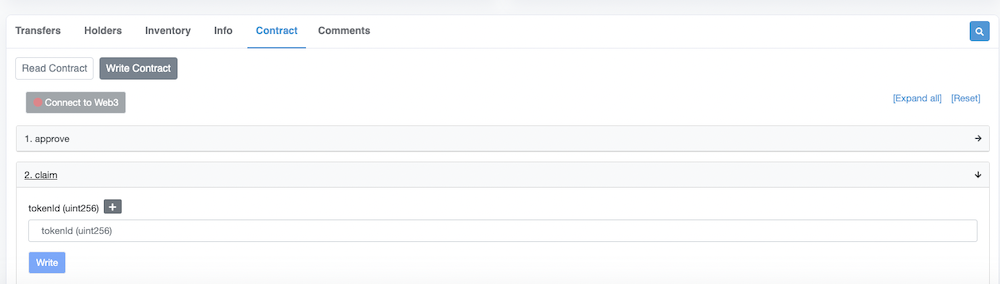 Transfers Holders Inventory Info Contract Comments
Read Contract Write Contract
Connect to Web3 [Expand all] [Reset]
1. approve
2. claim
tokenId (uint256)
tokenId (uint256)
Write